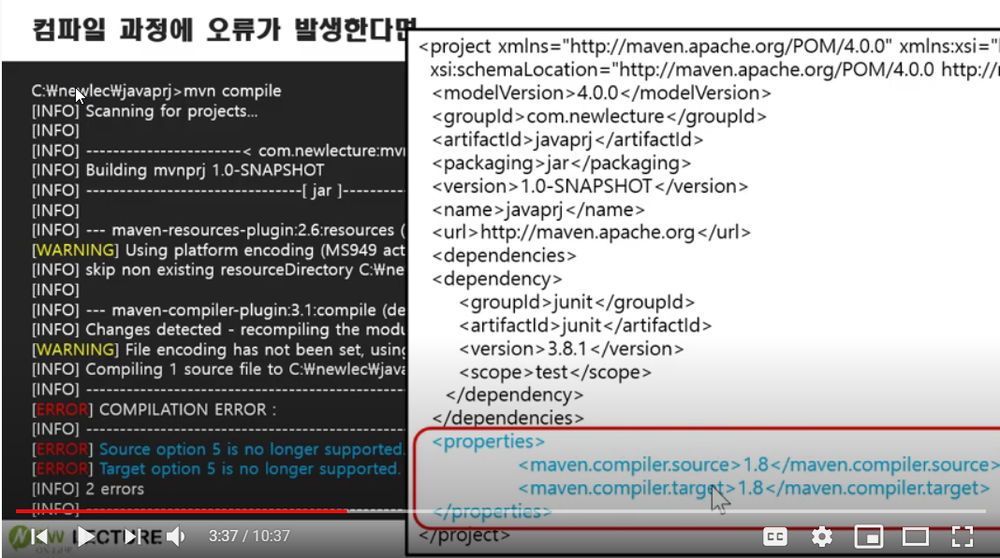 컴파일 과정에 오류가 발생한다면
C:₩newlec₩javaprj>mvn compile
[INFO] Scanning for projects...
[INFO]
[INFO] -----------------------< com.newlecture:mvn
[INFO] Building mvnprj 1.0-SNAPSHOT
[INFO] --------------------------------[ jar ]---------
[INFO]
[INFO] --- maven-resources-plugin:2.6:resources (
[WARNING] Using platform encoding (MS949 act
[INFO] skip non existing resourceDirectory C:₩ne
[INFO]
[INFO] --- maven-compiler-plugin:3.1:compile (de
[INFO] Changes detected - recompiling the modu
[WARNING] File encoding has not been set, using
[INFO] Compiling 1 source file to C:₩newlec₩java
[INFO] -----------------------------------------------
[ERROR] COMPILATION ERROR :
[INFO] -----------------------------------------------
[ERROR] Source option 5 is no longer supported.
[ERROR] Target option 5 is no longer supported.
[INFO] 2 errors
[INFO] -----------------------------------------------
<project xmlns="http://maven.apache.org/POM/4.0.0" xmlns:xsi="
xsi:schemaLocation="http://maven.apache.org/POM/4.0.0 http://
<modelVersion>4.0.0</modelVersion>
<groupId>com.newlecture</groupId>
<artifactId>javaprj</artifactId>
<packaging>jar</packaging>
<version>1.0-SNAPSHOT</version>
<name>javaprj</name>
<url>http://maven.apache.org</url>
<dependencies>
<dependency>
<groupId>junit</groupId>
<artifactId>junit</artifactId>
<version>3.8.1</version>
<scope>test</scope>
</dependency>
</dependencies>
<properties>
<maven.compiler.source>1.8</maven.compiler.source>
<maven.compiler.target>1.8</maven.compiler.target>
</properties>
</project>
LECTURE
3:37 / 10:37
CC